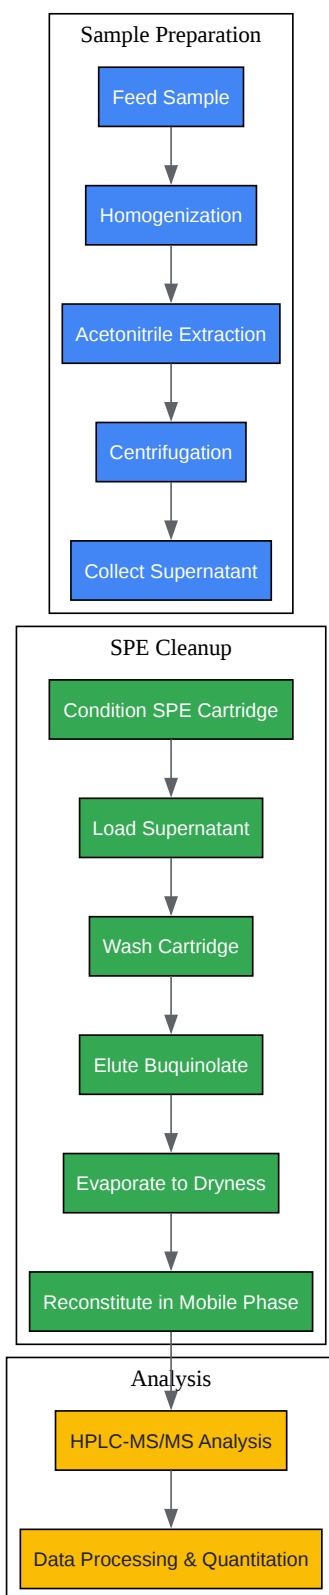 Sample Preparation
Feed Sample
Homogenization
Acetonitrile Extraction
Centrifugation
Collect Supernatant
SPE Cleanup
Condition SPE Cartridge
Load Supernatant
Wash Cartridge
Elute Buquinolate
Evaporate to Dryness
Reconstitute in Mobile Phase
Analysis
HPLC-MS/MS Analysis
Data Processing & Quantitation